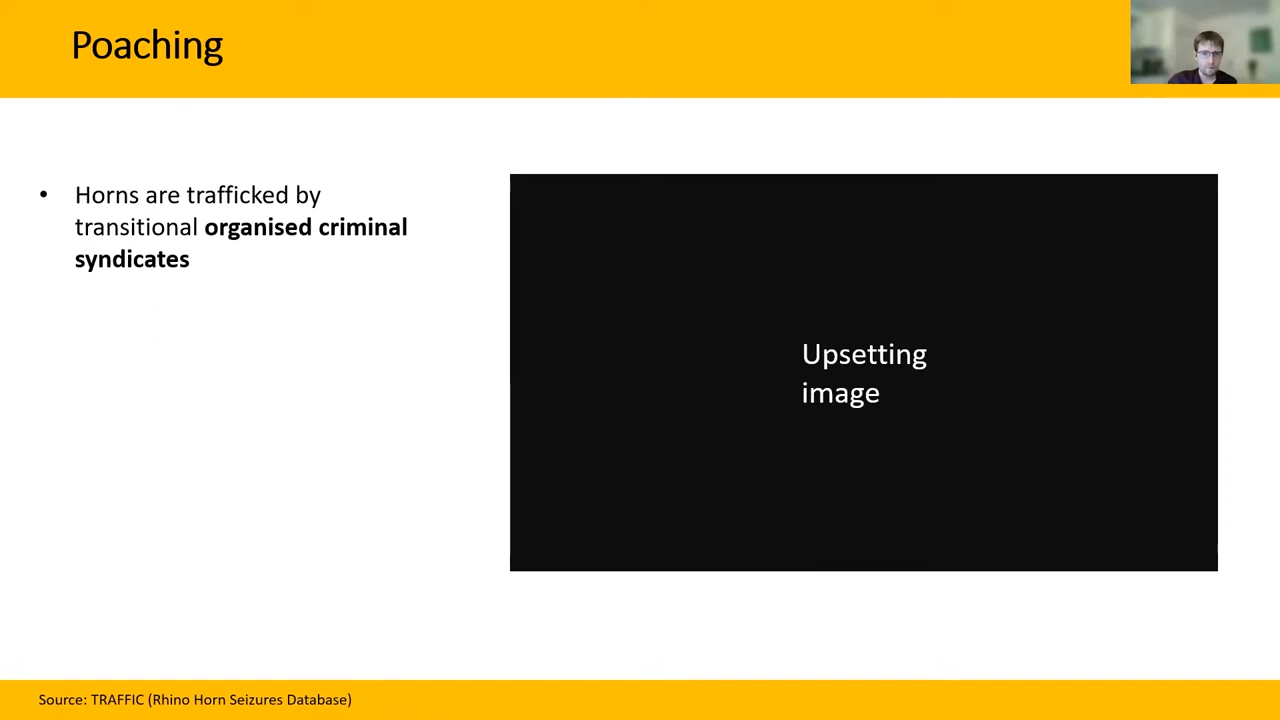 Poaching
• Horns are trafficked by
transitional organised criminal
syndicates
Upsetting
image
Source: TRAFFIC (Rhino Horn Seizures Database)